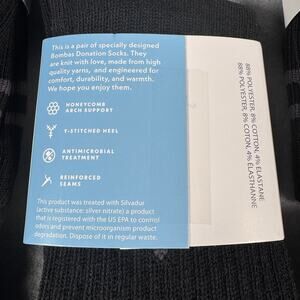 This is a pair of specially designed
Bombas Donation Socks. They
are knit with love, made from high
quality yarns, and engineered for
comfort, durability, and warmth.
We hope you enjoy them.
HONEYCOMB
ARCH SUPPORT
Y-STITCHED HEEL
ANTIMICROBIAL
TREATMENT
REINFORCED
SEAMS
This product was treated with Silvadur
(active substance: silver nitrate) a product
that is registered with the US EPA to control
odors and prevent microorganism product
degradation. Dispose of it in regular waste.
88% POLYESTER, 8% COTTON, 4% ELASTANE
88% POLYESTER, 8% COTON, 4% ÉLASTHANNE